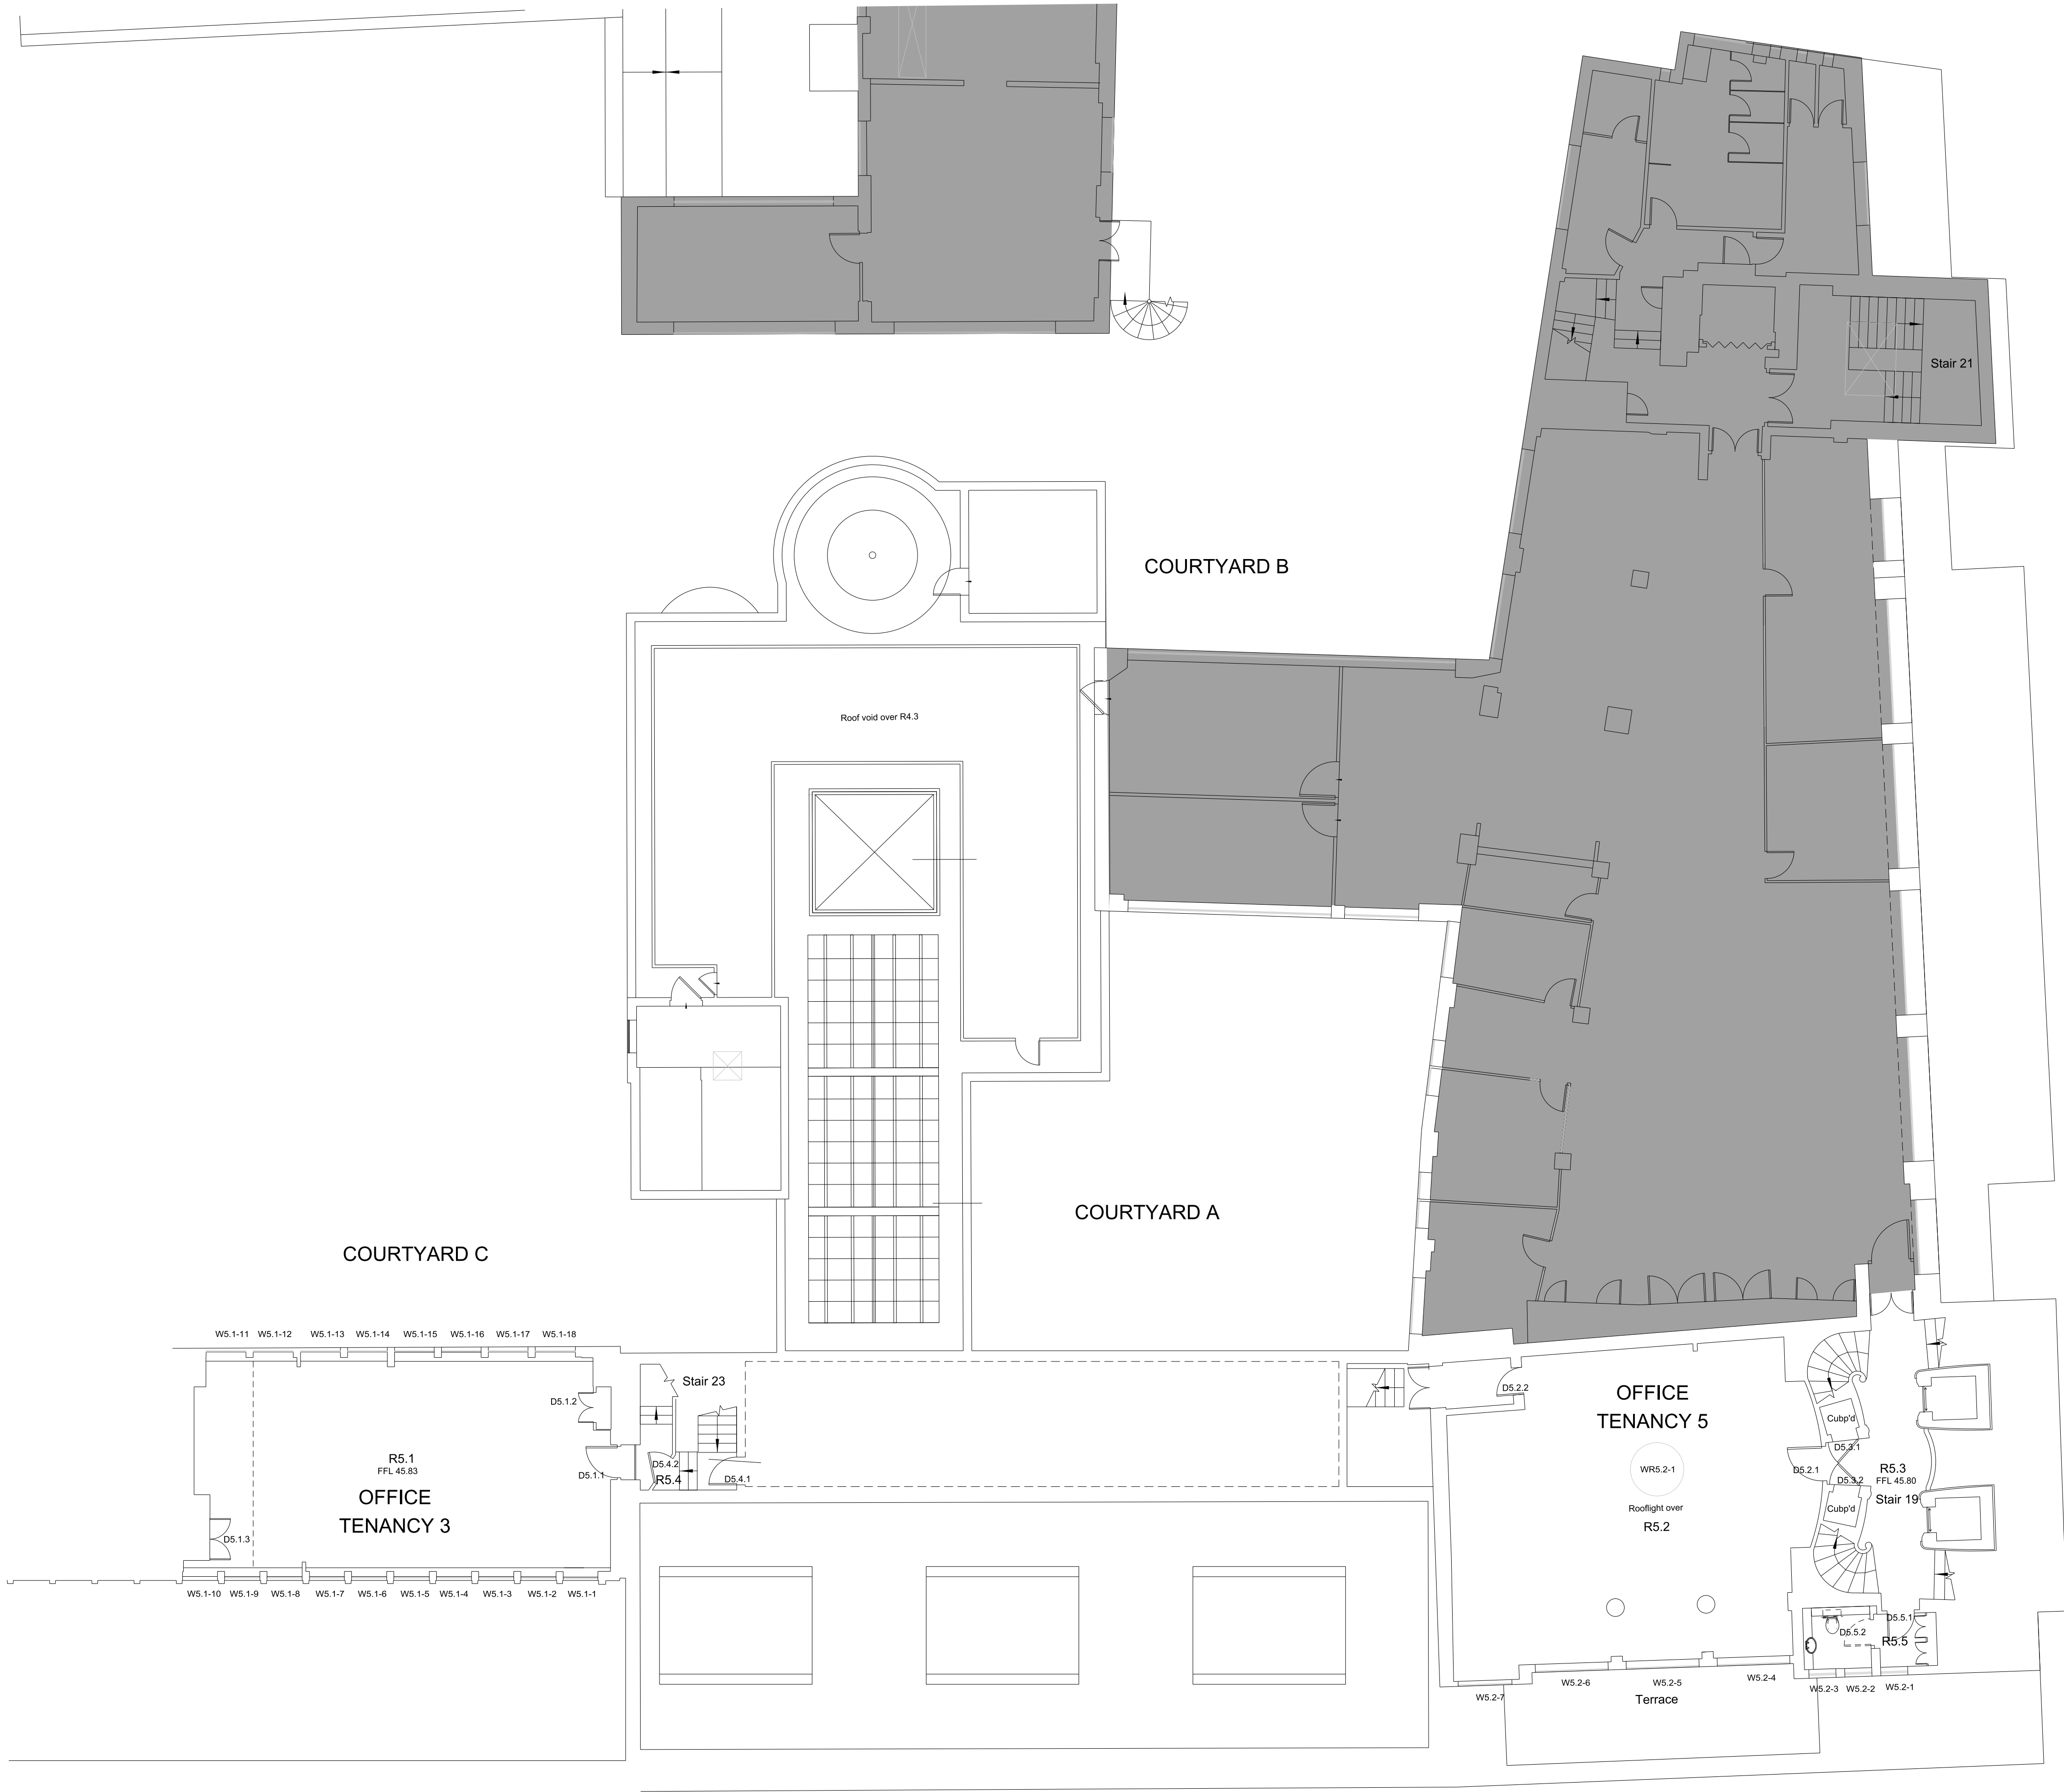 Stair 21
COURTYARD B
Roof void over R4.3
COURTYARD A
COURTYARD C
W5.1-11
W5.1-12
W5.1-13
W5.1-14
W5.1-15
W5.1-16
W5.1-17
W5.1-18
D5.1.2
R5.1
FFL 45.83
OFFICE
TENANCY 3
D5.1.1
D5.1.3
W5.1-10
W5.1-9
W5.1-8
W5.1-7
W5.1-6
W5.1-5
W5.1-4
W5.1-3
W5.1-2
W5.1-1
Stair 23
D5.4.2
R5.4
D5.4.1
D5.2.2
OFFICE
TENANCY 5
WR5.2-1
Rooflight over
R5.2
Cubp'd
D5.3.1
D5.2.1
D5.3.2
R5.3
FFL 45.80
Stair 19
Cubp'd
D5.5.1
D5.5.2
R5.5
W5.2-7
W5.2-6
W5.2-5
W5.2-4
W5.2-3
W5.2-2
W5.2-1
Terrace